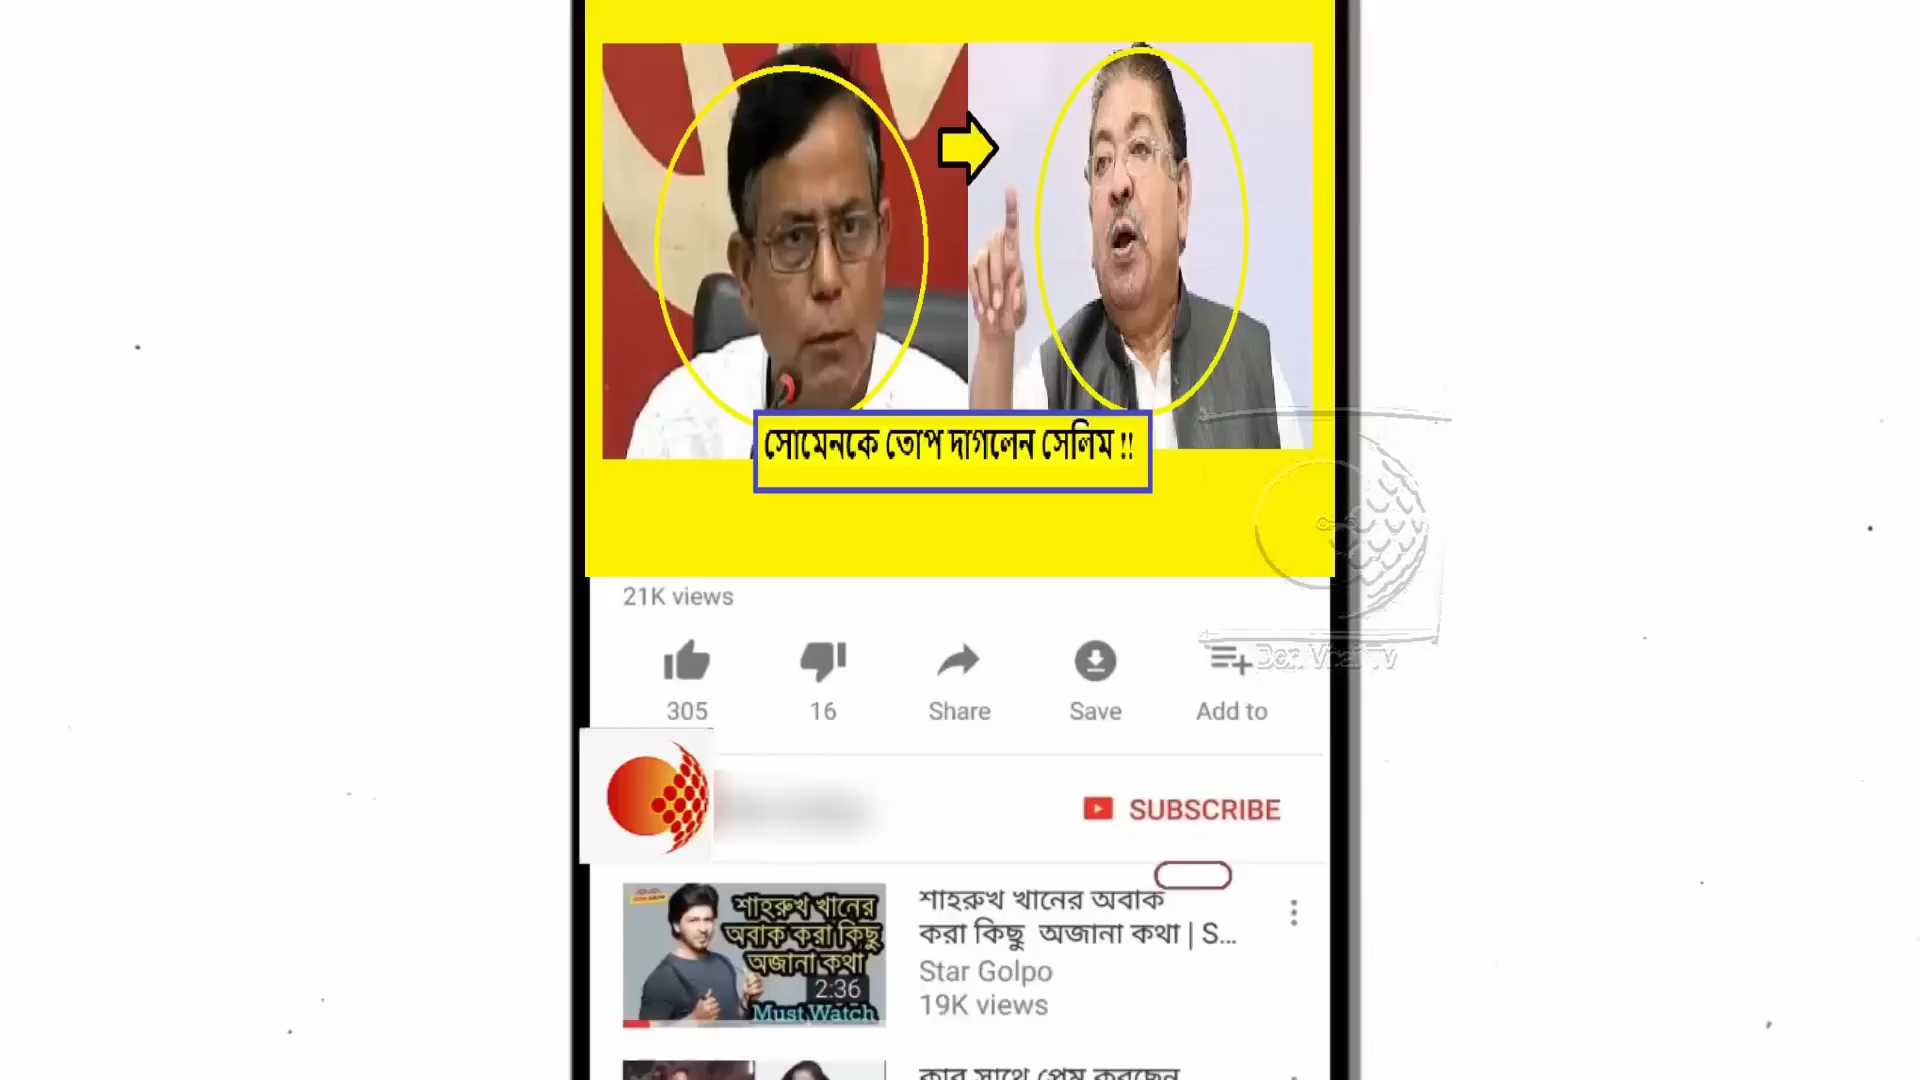 সোমেনকে তোপ দাগলেন সেলিম !!
21K views
305
16
Share
Save
Add to
SUBSCRIBE
শাহরুখ খানের
অবাক করা কিছু
অজানা কথা
2:36
Must Watch
শাহরুখ খানের অবাক
করা কিছু অজানা কথা | S...
Star Golpo
19K views
কার সাথে প্রেম করছেন